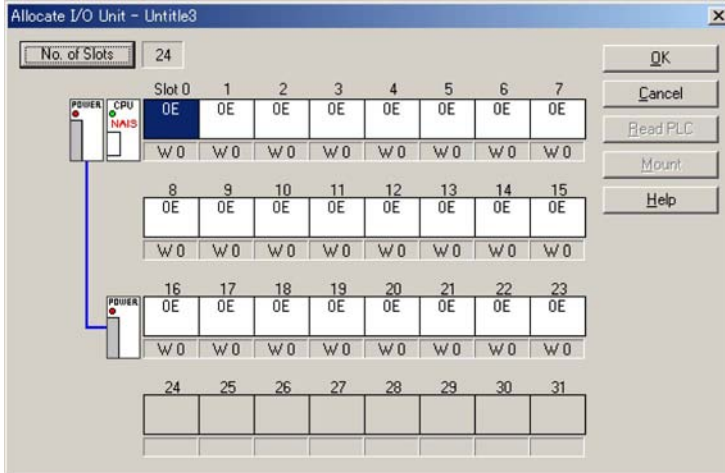 Allocate I/O Unit - Untitle3
No. of Slots 24
OK
Slot 0 1 2 3 4 5 6 7
Cancel
POWER CPU 0E 0E 0E 0E 0E 0E 0E 0E
NAIS
Read PLC
W 0 W 0 W 0 W 0 W 0 W 0 W 0 W 0
Mount
8 9 10 11 12 13 14 15
Help
0E 0E 0E 0E 0E 0E 0E 0E
W 0 W 0 W 0 W 0 W 0 W 0 W 0 W 0
16 17 18 19 20 21 22 23
POWER 0E 0E 0E 0E 0E 0E 0E 0E
W 0 W 0 W 0 W 0 W 0 W 0 W 0 W 0
24 25 26 27 28 29 30 31